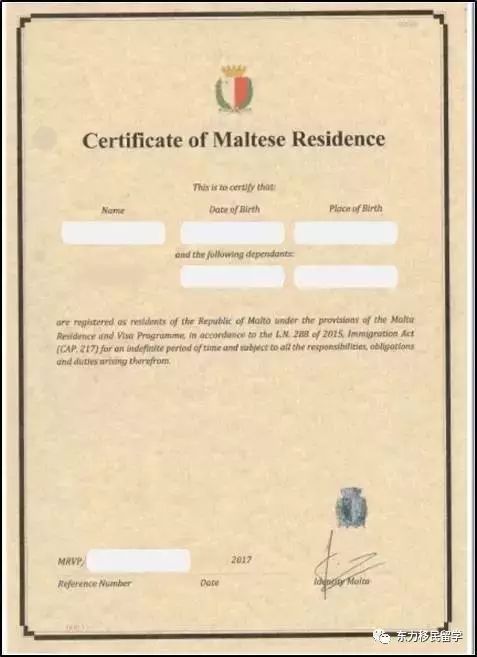 Certificate of Maltese Residence
This is to certify that:
Name Date of Birth Place of Birth
and the following dependants:
are registered as residents of the Republic of Malta under the provisions of the Malta
Residence and Visa Programme, in accordance to the L.N. 288 of 2015, Immigration Act
(CAP. 217) for an indefinite period of time and subject to all the responsibilities, obligations
and duties arising therefrom.
MRVP, 2017
Reference Number Date Identity Malta
东力移民留学